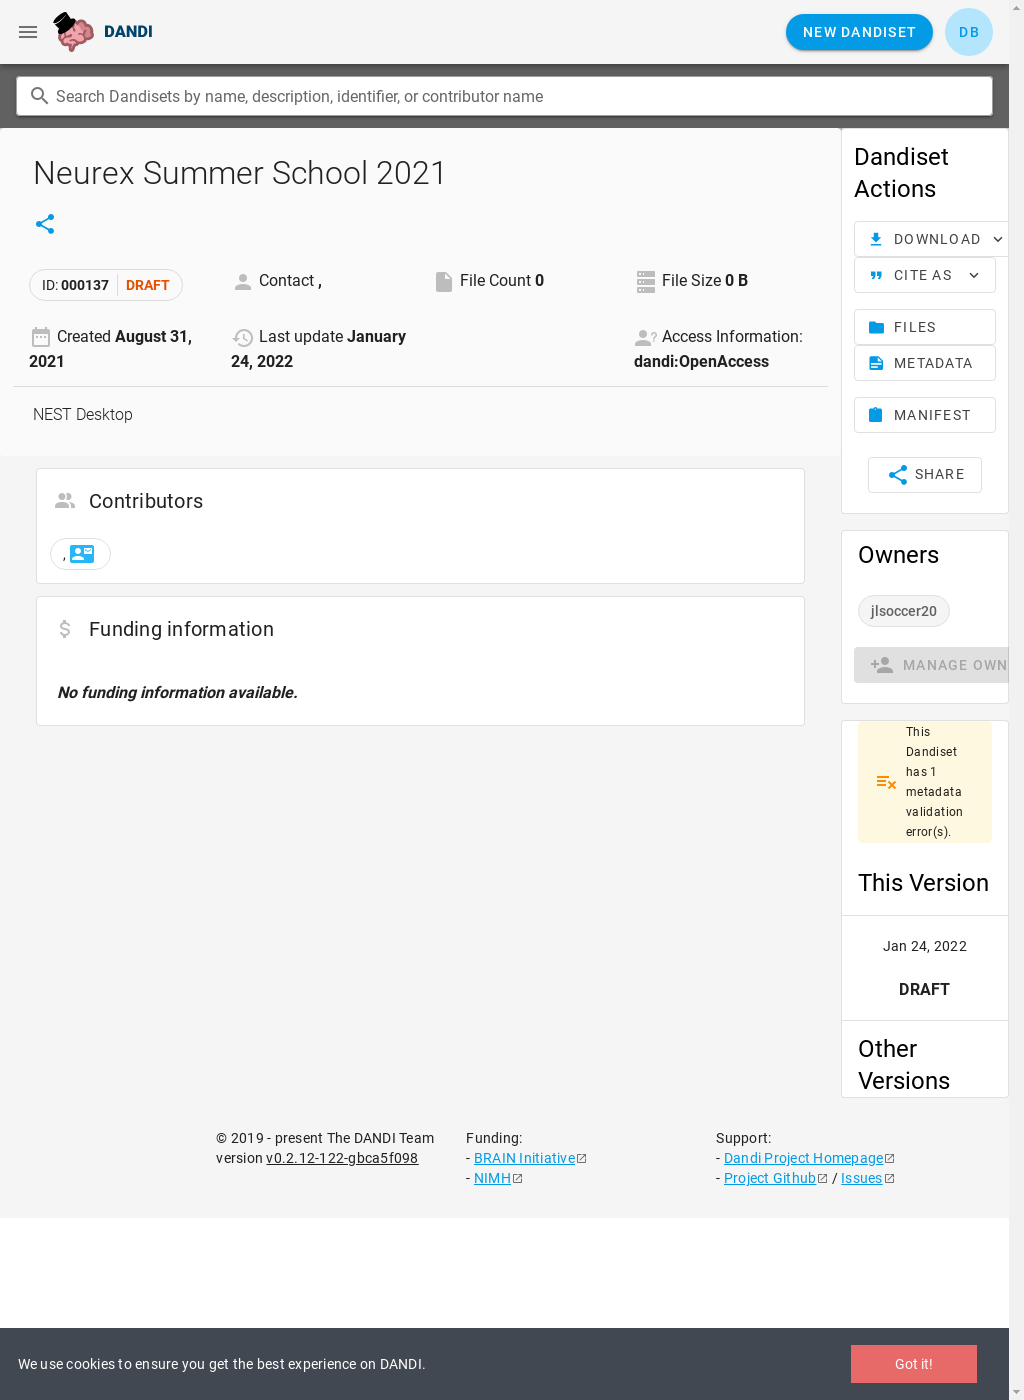 DANDI
NEW DANDISET
DB
Search Dandisets by name, description, identifier, or contributor name
Neurex Summer School 2021
ID: 000137 DRAFT
Contact ,
File Count 0
File Size 0 B
Created August 31,
2021
Last update January
24, 2022
Access Information:
dandi:OpenAccess
NEST Desktop
Contributors
,
Funding information
No funding information available.
Dandiset
Actions
DOWNLOAD
CITE AS
FILES
METADATA
MANIFEST
SHARE
Owners
jlsoccer20
MANAGE OWN
This
Dandiset
has 1
metadata
validation
error(s).
This Version
Jan 24, 2022
DRAFT
Other
Versions
© 2019 - present The DANDI Team
version v0.2.12-122-gbca5f098
Funding:
- BRAIN Initiative
- NIMH
Support:
- Dandi Project Homepage
- Project Github / Issues
We use cookies to ensure you get the best experience on DANDI.
Got it!